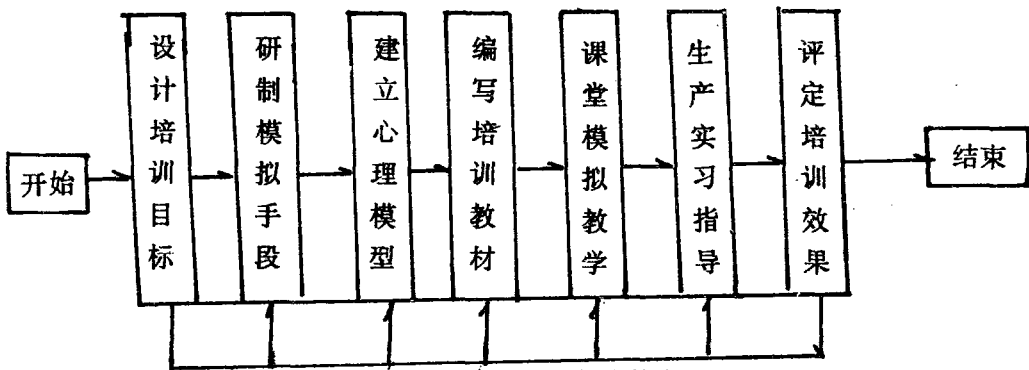 开始
设计培训目标
研制模拟手段
建立心理模型
编写培训教材
课堂模拟教学
生产实习指导
评定培训效果
结束